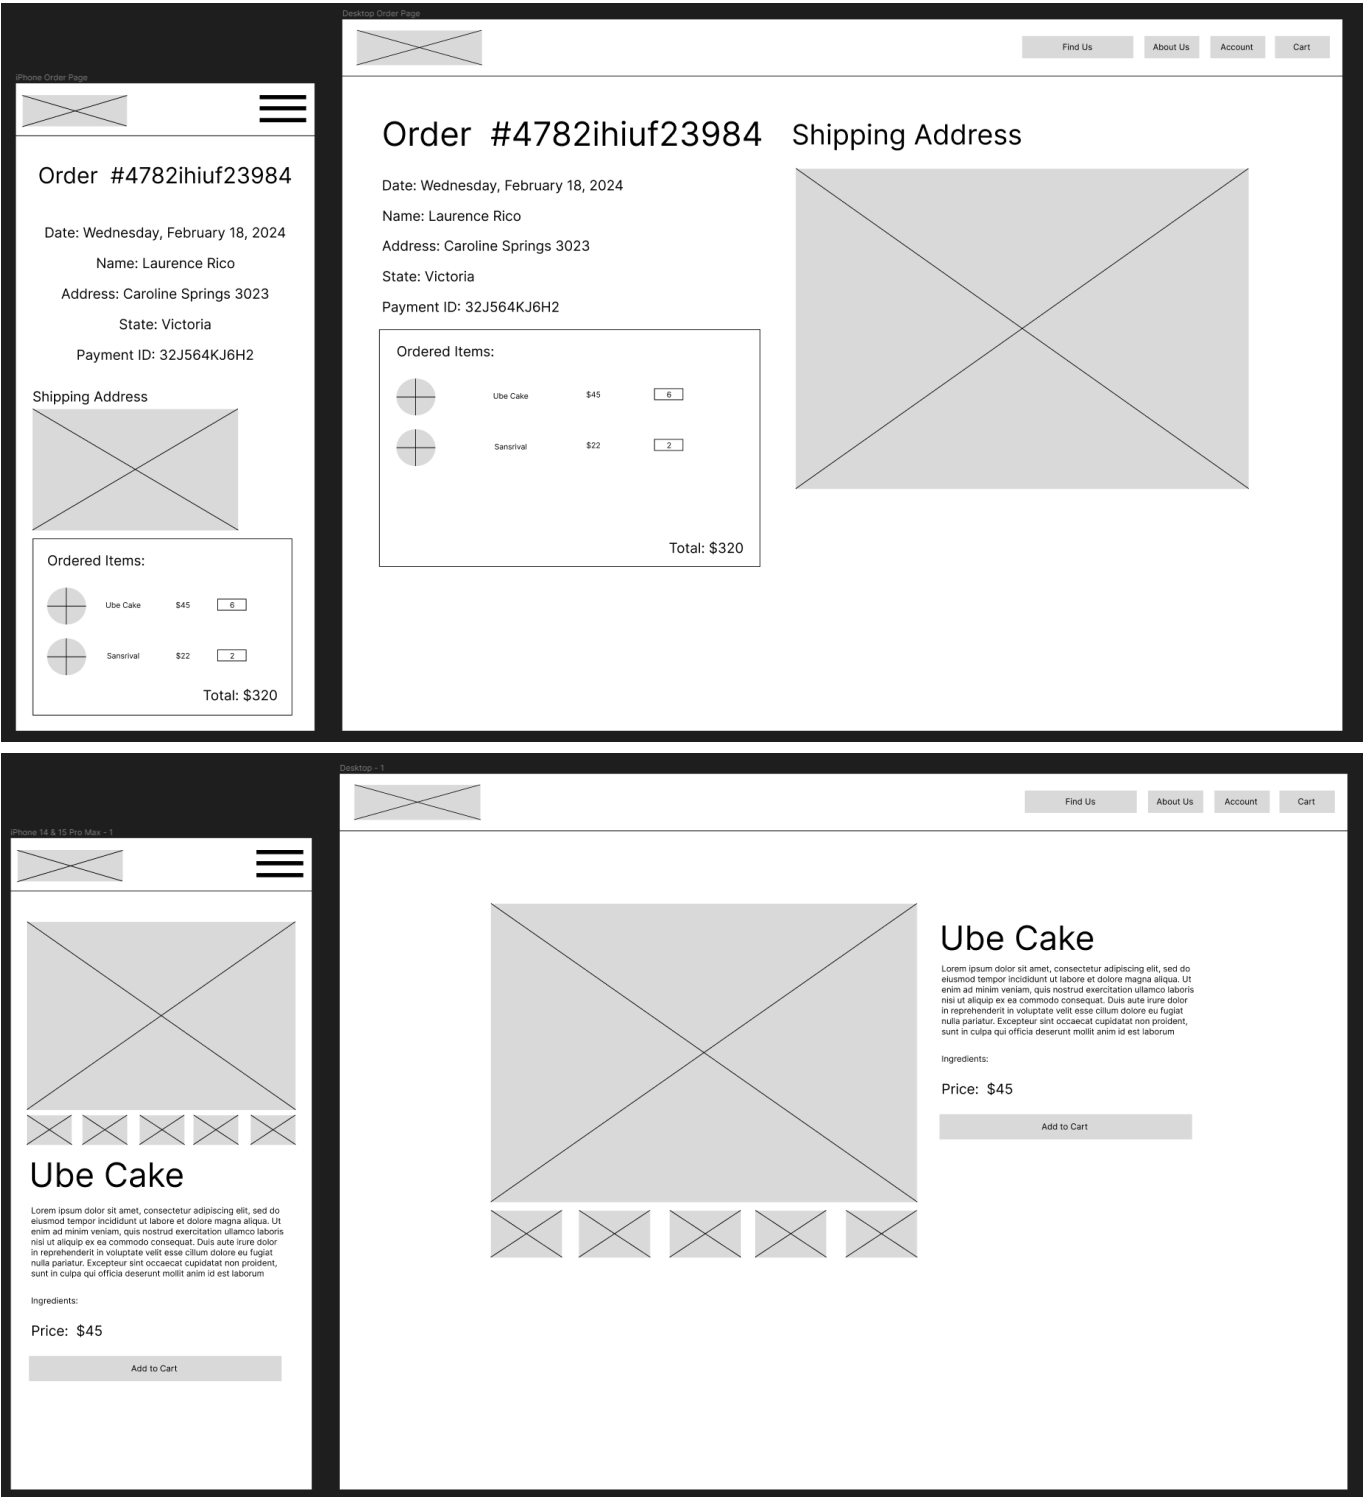 iPhone Order Page
Order #4782ihiuf23984
Date: Wednesday, February 18, 2024
Name: Laurence Rico
Address: Caroline Springs 3023
State: Victoria
Payment ID: 32J564KJ6H2
Shipping Address
Ordered Items:
Ube Cake $45 6
Sansrival $22 2
Total: $320
Desktop Order Page
Find Us About Us Account Cart
Order #4782ihiuf23984
Date: Wednesday, February 18, 2024
Name: Laurence Rico
Address: Caroline Springs 3023
State: Victoria
Payment ID: 32J564KJ6H2
Ordered Items:
Ube Cake $45 6
Sansrival $22 2
Total: $320
Shipping Address
iPhone 14 & 15 Pro Max - 1
Ube Cake
Lorem ipsum dolor sit amet, consectetur adipiscing elit, sed do
eiusmod tempor incididunt ut labore et dolore magna aliqua. Ut
enim ad minim veniam, quis nostrud exercitation ullamco laboris
nisi ut aliquip ex ea commodo consequat. Duis aute irure dolor
in reprehenderit in voluptate velit esse cillum dolore eu fugiat
nulla pariatur. Excepteur sint occaecat cupidatat non proident,
sunt in culpa qui officia deserunt mollit anim id est laborum
Ingredients:
Price: $45
Add to Cart
Desktop - 1
Find Us About Us Account Cart
Ube Cake
Lorem ipsum dolor sit amet, consectetur adipiscing elit, sed do
eiusmod tempor incididunt ut labore et dolore magna aliqua. Ut
enim ad minim veniam, quis nostrud exercitation ullamco laboris
nisi ut aliquip ex ea commodo consequat. Duis aute irure dolor
in reprehenderit in voluptate velit esse cillum dolore eu fugiat
nulla pariatur. Excepteur sint occaecat cupidatat non proident,
sunt in culpa qui officia deserunt mollit anim id est laborum
Ingredients:
Price: $45
Add to Cart